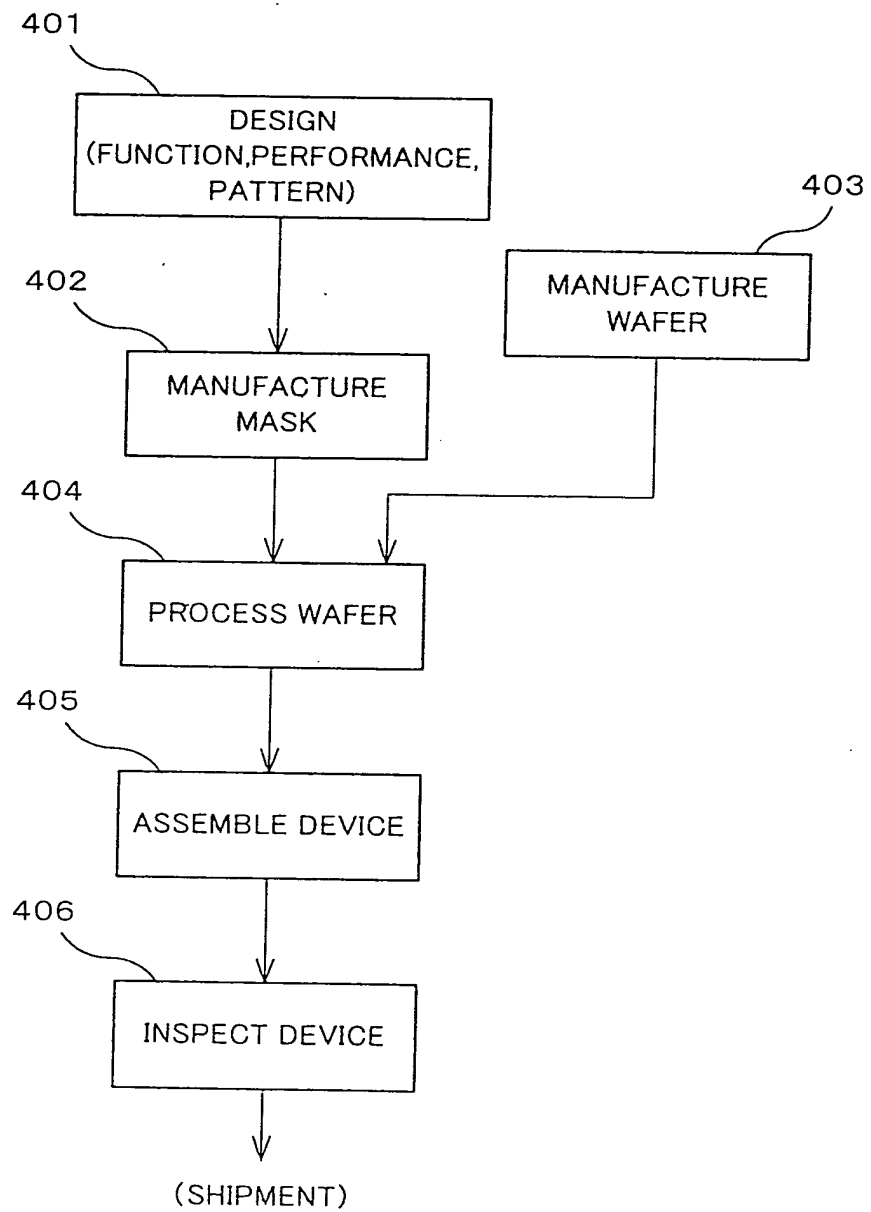 401
DESIGN
(FUNCTION,PERFORMANCE,
PATTERN)
403
MANUFACTURE
WAFER
402
MANUFACTURE
MASK
404
PROCESS WAFER
405
ASSEMBLE DEVICE
406
INSPECT DEVICE
(SHIPMENT)